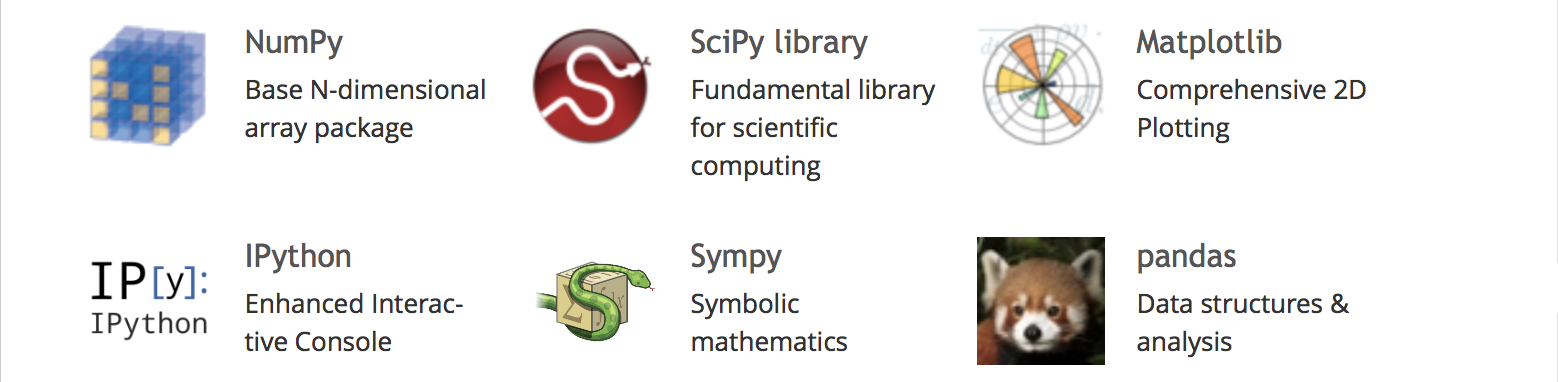 NumPy
Base N-dimensional
array package
SciPy library
Fundamental library
for scientific
computing
Matplotlib
Comprehensive 2D
Plotting
IP[y]:
IPython
IPython
Enhanced Interac-
tive Console
Σ
Sympy
Symbolic
mathematics
pandas
Data structures &
analysis